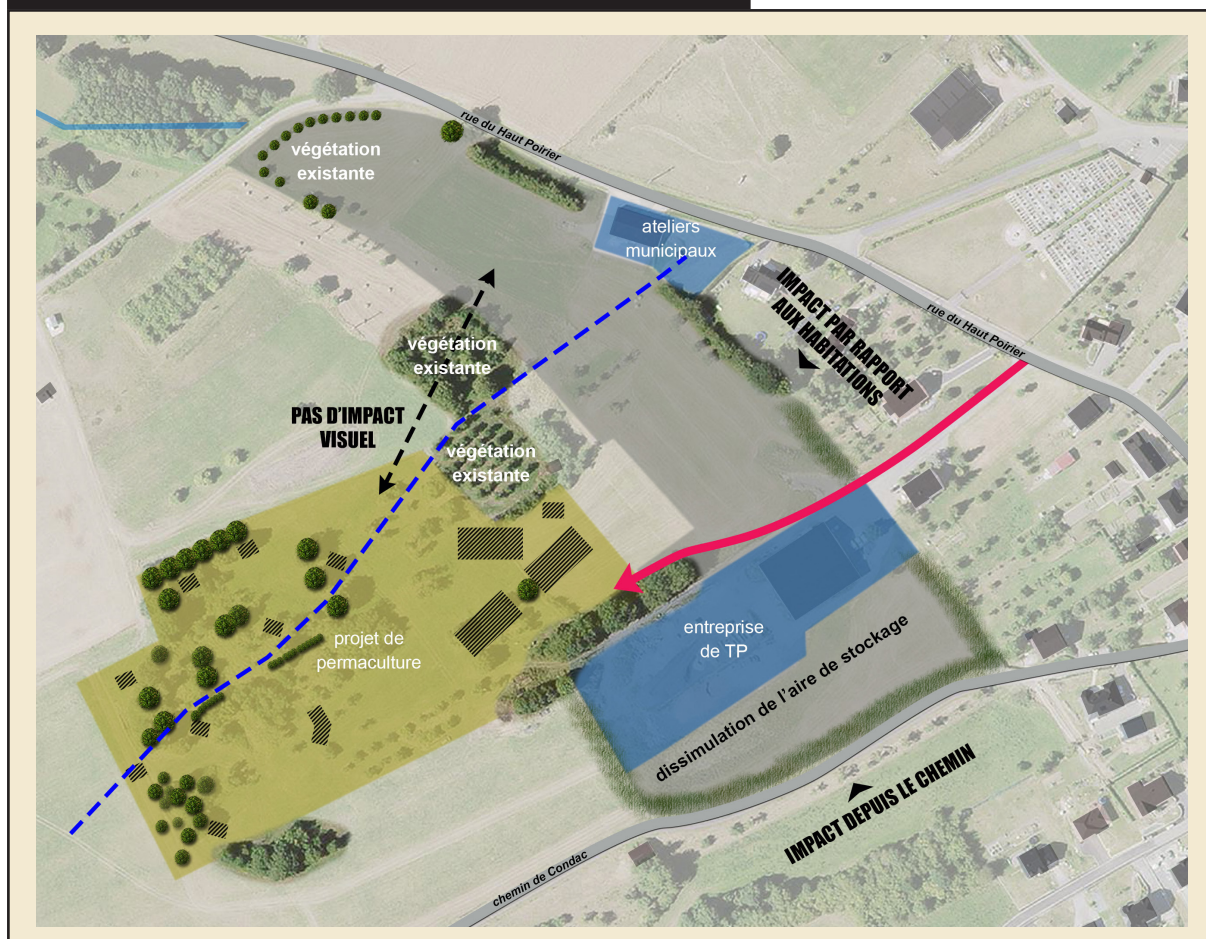 rue du Haut Poirier
végétation
existante
ateliers
municipaux
IMPACT PAR RAPPORT
AUX HABITATIONS
rue du Haut Poirier
végétation
existante
PAS D'IMPACT
VISUEL
végétation
existante
projet de
permaculture
entreprise
de TP
dissimulation de l'aire de stockage
IMPACT DEPUIS LE CHEMIN
chemin de Condac